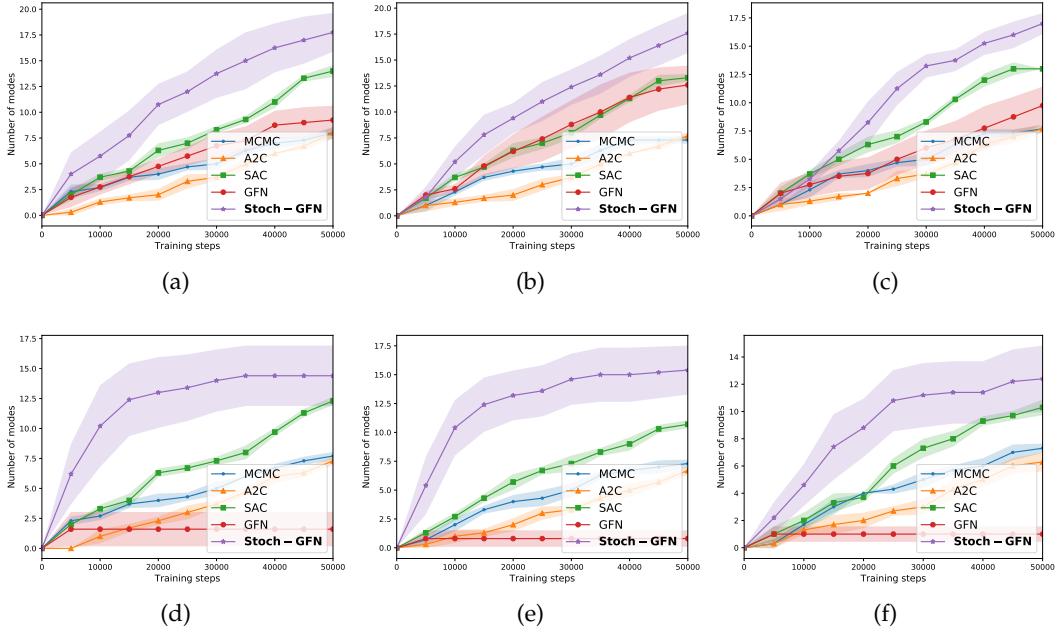 20.0
17.5
15.0
12.5
10.0
7.5
5.0
2.5
0.0
Number of modes
0 10000 20000 30000 40000 50000
Training steps
MCMC
A2C
SAC
GFN
Stoch−GFN
(a)
20.0
17.5
15.0
12.5
10.0
7.5
5.0
2.5
0.0
Number of modes
0 10000 20000 30000 40000 50000
Training steps
MCMC
A2C
SAC
GFN
Stoch−GFN
(b)
17.5
15.0
12.5
10.0
7.5
5.0
2.5
0.0
Number of modes
0 10000 20000 30000 40000 50000
Training steps
MCMC
A2C
SAC
GFN
Stoch−GFN
(c)
17.5
15.0
12.5
10.0
7.5
5.0
2.5
0.0
Number of modes
0 10000 20000 30000 40000 50000
Training steps
MCMC
A2C
SAC
GFN
Stoch−GFN
(d)
17.5
15.0
12.5
10.0
7.5
5.0
2.5
0.0
Number of modes
0 10000 20000 30000 40000 50000
Training steps
MCMC
A2C
SAC
GFN
Stoch−GFN
(e)
14
12
10
8
6
4
2
0
Number of modes
0 10000 20000 30000 40000 50000
Training steps
MCMC
A2C
SAC
GFN
Stoch−GFN
(f)